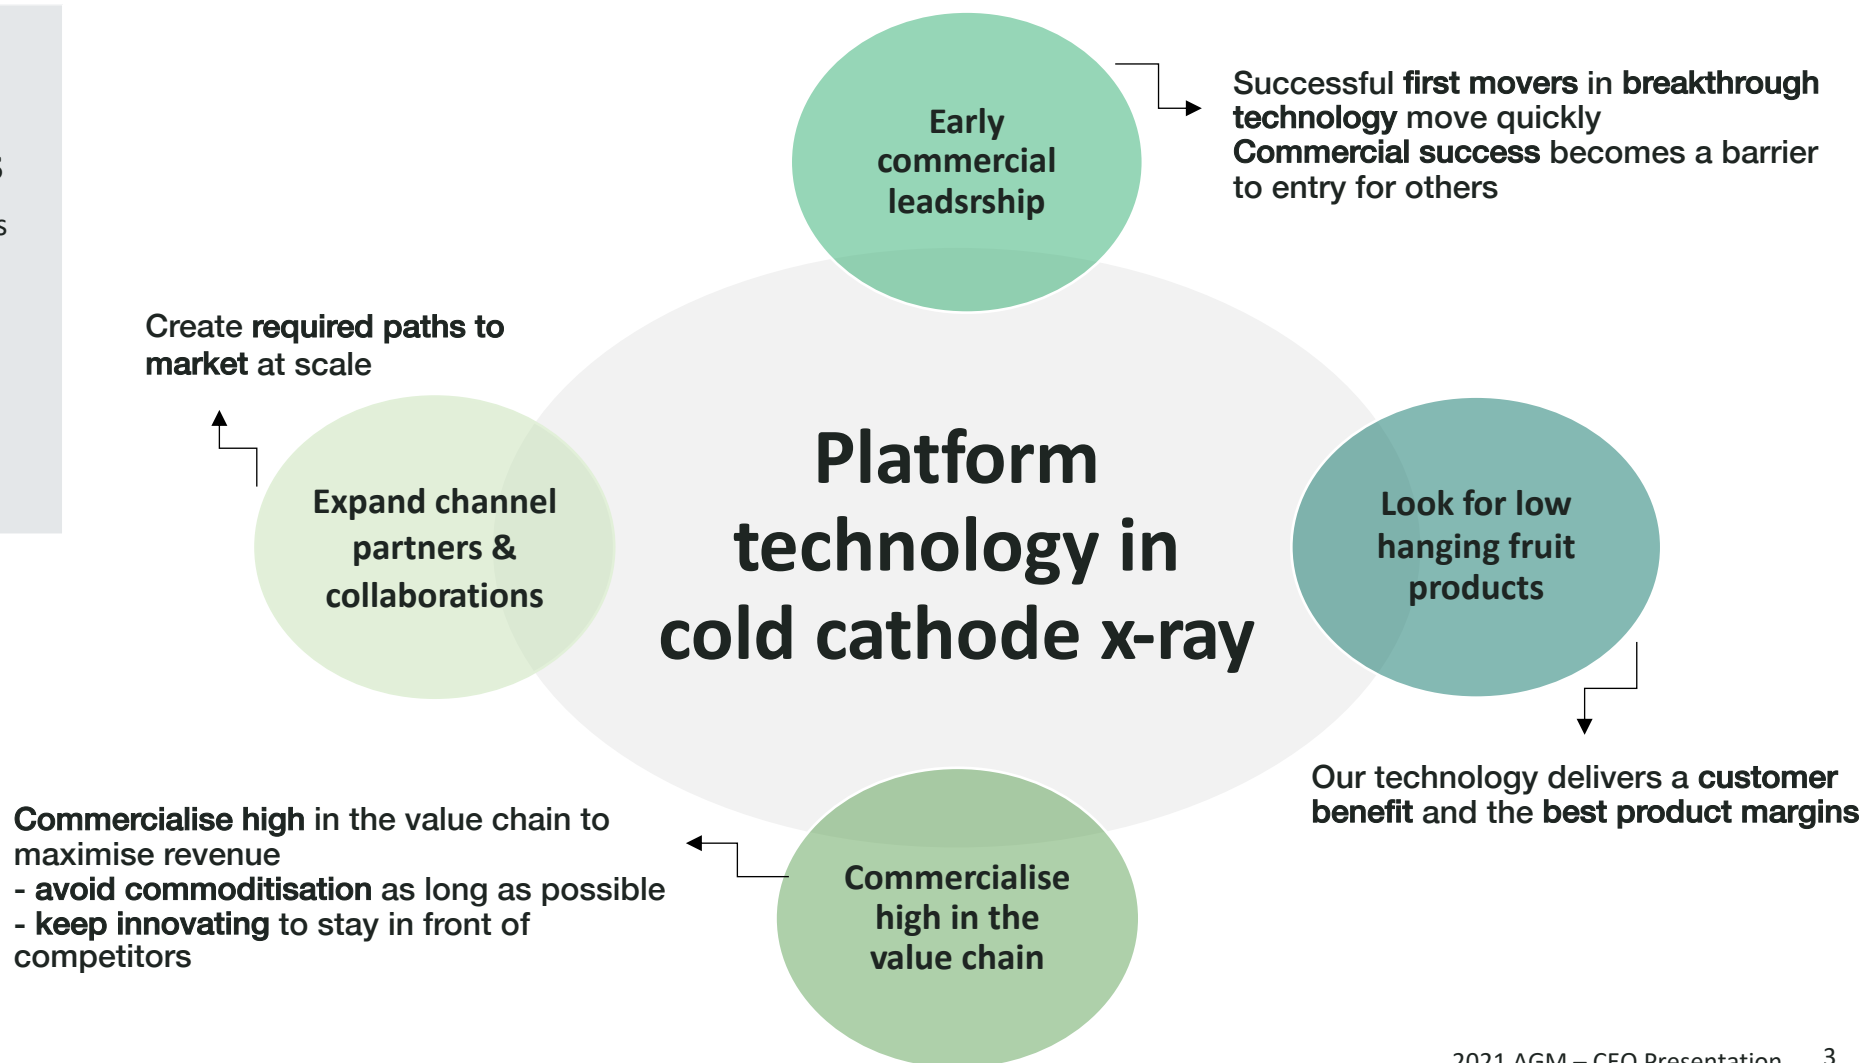 s
Early
commercial
leadsrship
Successful first movers in breakthrough
technology move quickly
Commercial success becomes a barrier
to entry for others
Create required paths to
market at scale
Expand channel
partners &
collaborations
Platform
technology in
cold cathode x-ray
Look for low
hanging fruit
products
Our technology delivers a customer
benefit and the best product margins
Commercialise high in the value chain to
maximise revenue
- avoid commoditisation as long as possible
- keep innovating to stay in front of
competitors
Commercialise
high in the
value chain
2021 AGM – CEO Presentation 3